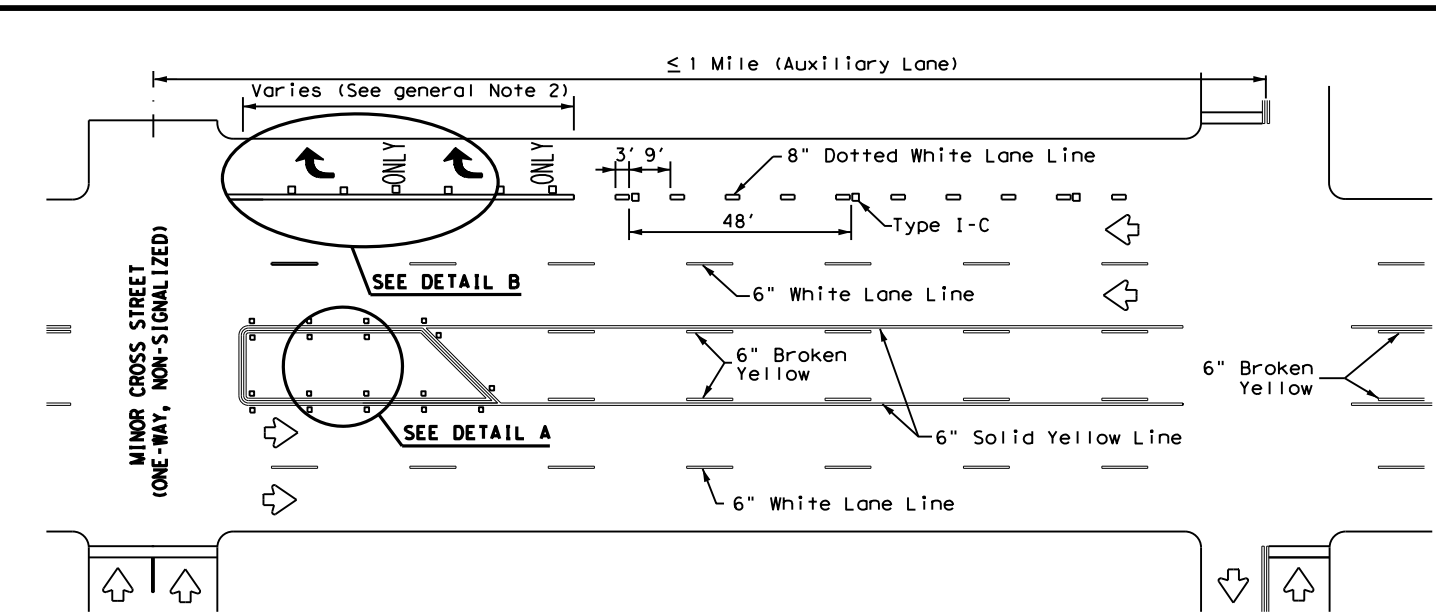 ≤ 1 Mile (Auxiliary Lane)
Varies (See general Note 2)
ONLY
ONLY
3' 9'
8" Dotted White Lane Line
48'
Type I-C
SEE DETAIL B
6" White Lane Line
MINOR CROSS STREET
(ONE-WAY, NON-SIGNALIZED)
6" Broken
Yellow
6" Broken
Yellow
SEE DETAIL A
6" Solid Yellow Line
6" White Lane Line